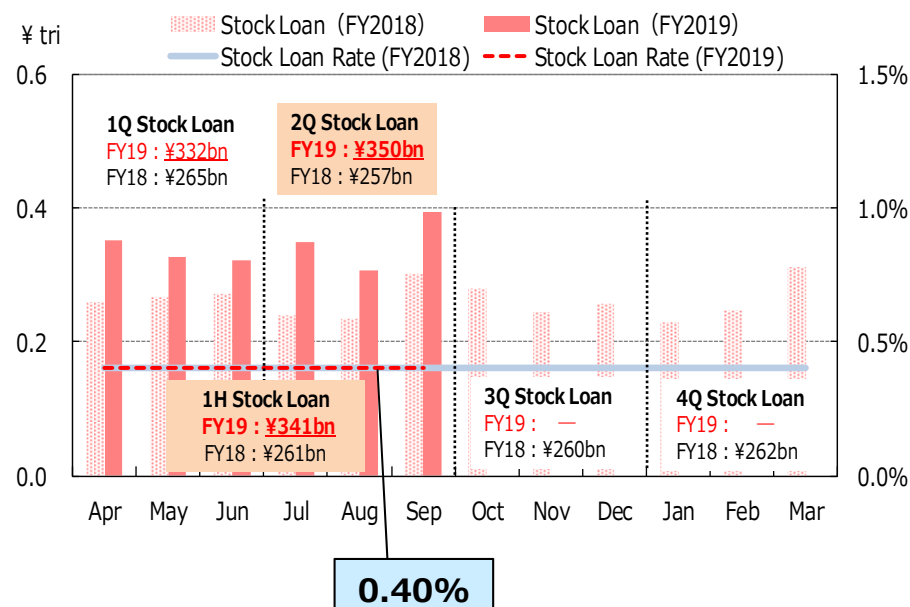 ¥ tri
Stock Loan (FY2018)
Stock Loan (FY2019)
Stock Loan Rate (FY2018)
Stock Loan Rate (FY2019)
0.6
0.4
0.2
0.0
1.5%
1.0%
0.5%
0.0%
1Q Stock Loan
FY19 : ¥332bn
FY18 : ¥265bn
2Q Stock Loan
FY19 : ¥350bn
FY18 : ¥257bn
1H Stock Loan
FY19 : ¥341bn
FY18 : ¥261bn
3Q Stock Loan
FY19 : —
FY18 : ¥260bn
4Q Stock Loan
FY19 : —
FY18 : ¥262bn
Apr May Jun Jul Aug Sep Oct Nov Dec Jan Feb Mar
0.40%